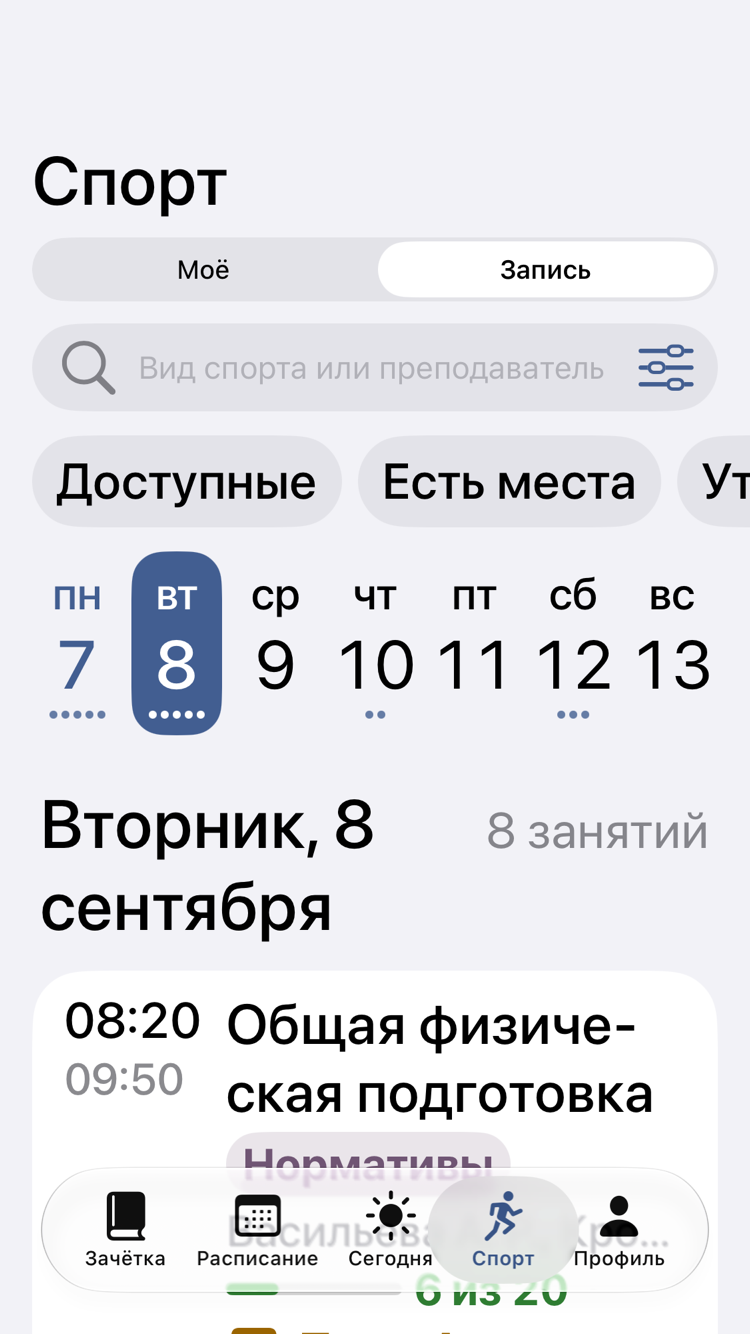 Спорт
Моё
Запись
Вид спорта или преподаватель
Доступные
Есть места
Ут
пн вт ср чт пт сб вс
7 8 9 10 11 12 13
Вторник, 8
сентября
8 занятий
08:20
09:50
Общая физиче-
ская подготовка
Нормативы
Васильева
6 из 20
Зачётка
Расписание
Сегодня
Спорт
Профиль